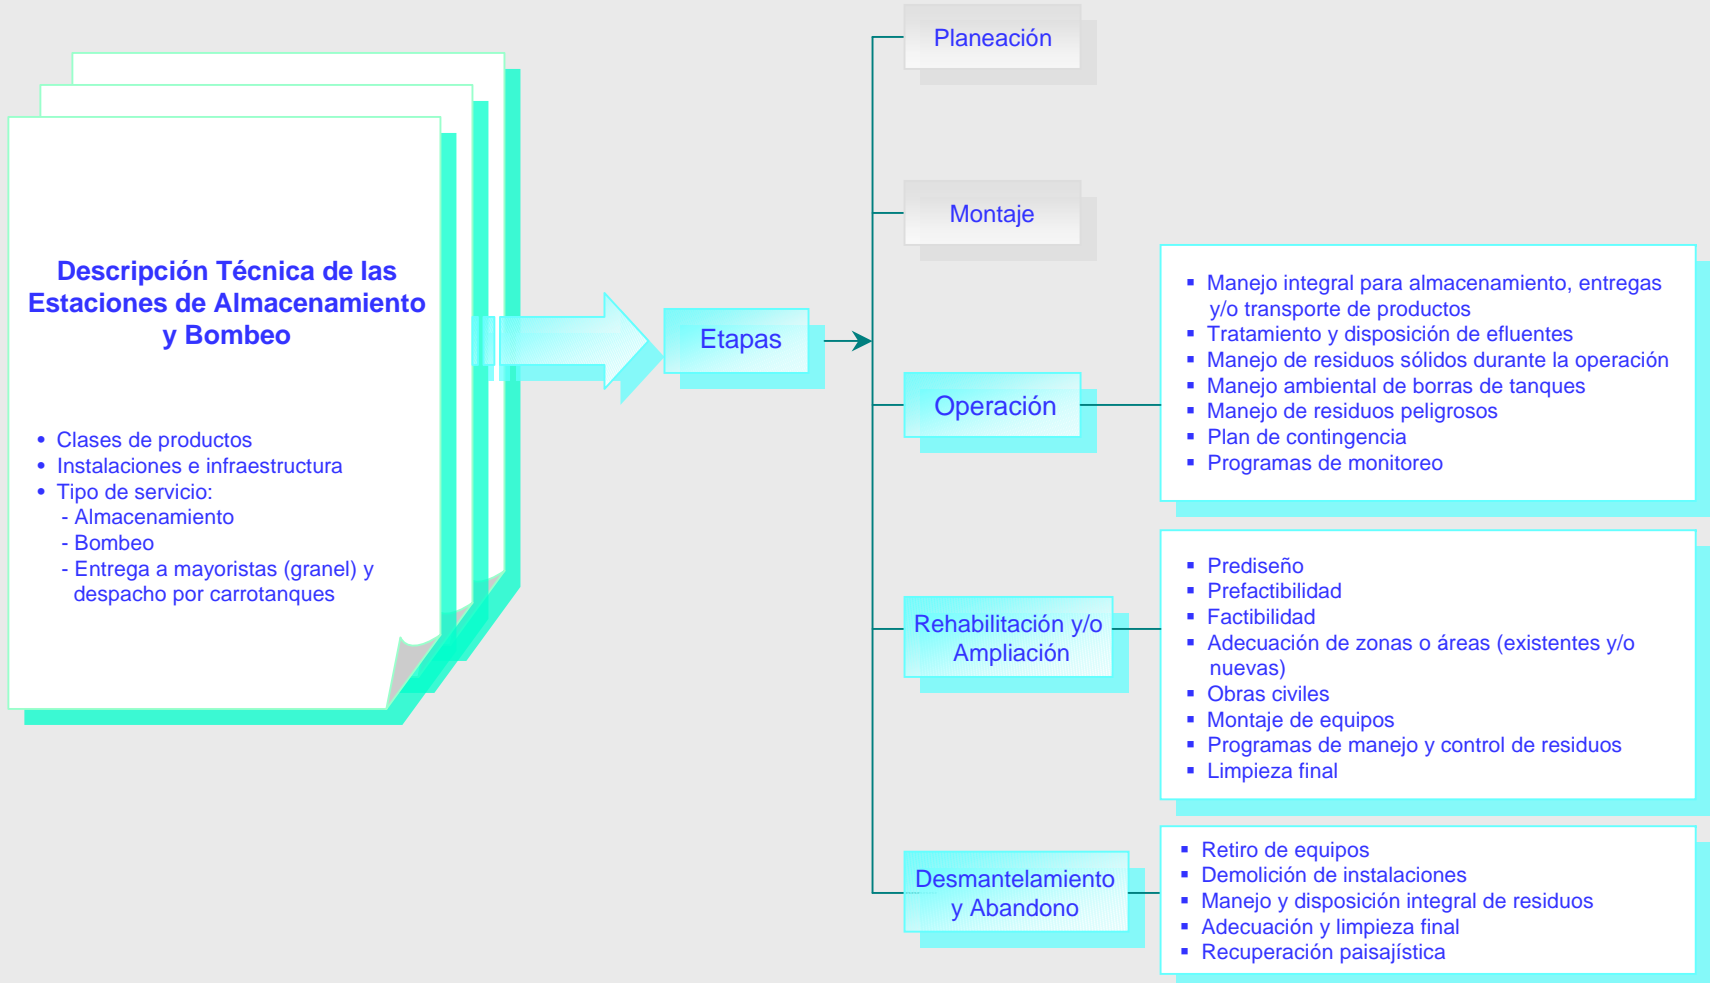 Descripción Técnica de las
Estaciones de Almacenamiento
y Bombeo
• Clases de productos
• Instalaciones e infraestructura
• Tipo de servicio:
- Almacenamiento
- Bombeo
- Entrega a mayoristas (granel) y
despacho por carrotanques
Etapas
Planeación
Montaje
Operación
▪ Manejo integral para almacenamiento, entregas
y/o transporte de productos
▪ Tratamiento y disposición de efluentes
▪ Manejo de residuos sólidos durante la operación
▪ Manejo ambiental de borras de tanques
▪ Manejo de residuos peligrosos
▪ Plan de contingencia
▪ Programas de monitoreo
Rehabilitación y/o
Ampliación
▪ Prediseño
▪ Prefactibilidad
▪ Factibilidad
▪ Adecuación de zonas o áreas (existentes y/o
nuevas)
▪ Obras civiles
▪ Montaje de equipos
▪ Programas de manejo y control de residuos
▪ Limpieza final
Desmantelamiento
y Abandono
▪ Retiro de equipos
▪ Demolición de instalaciones
▪ Manejo y disposición integral de residuos
▪ Adecuación y limpieza final
▪ Recuperación paisajística